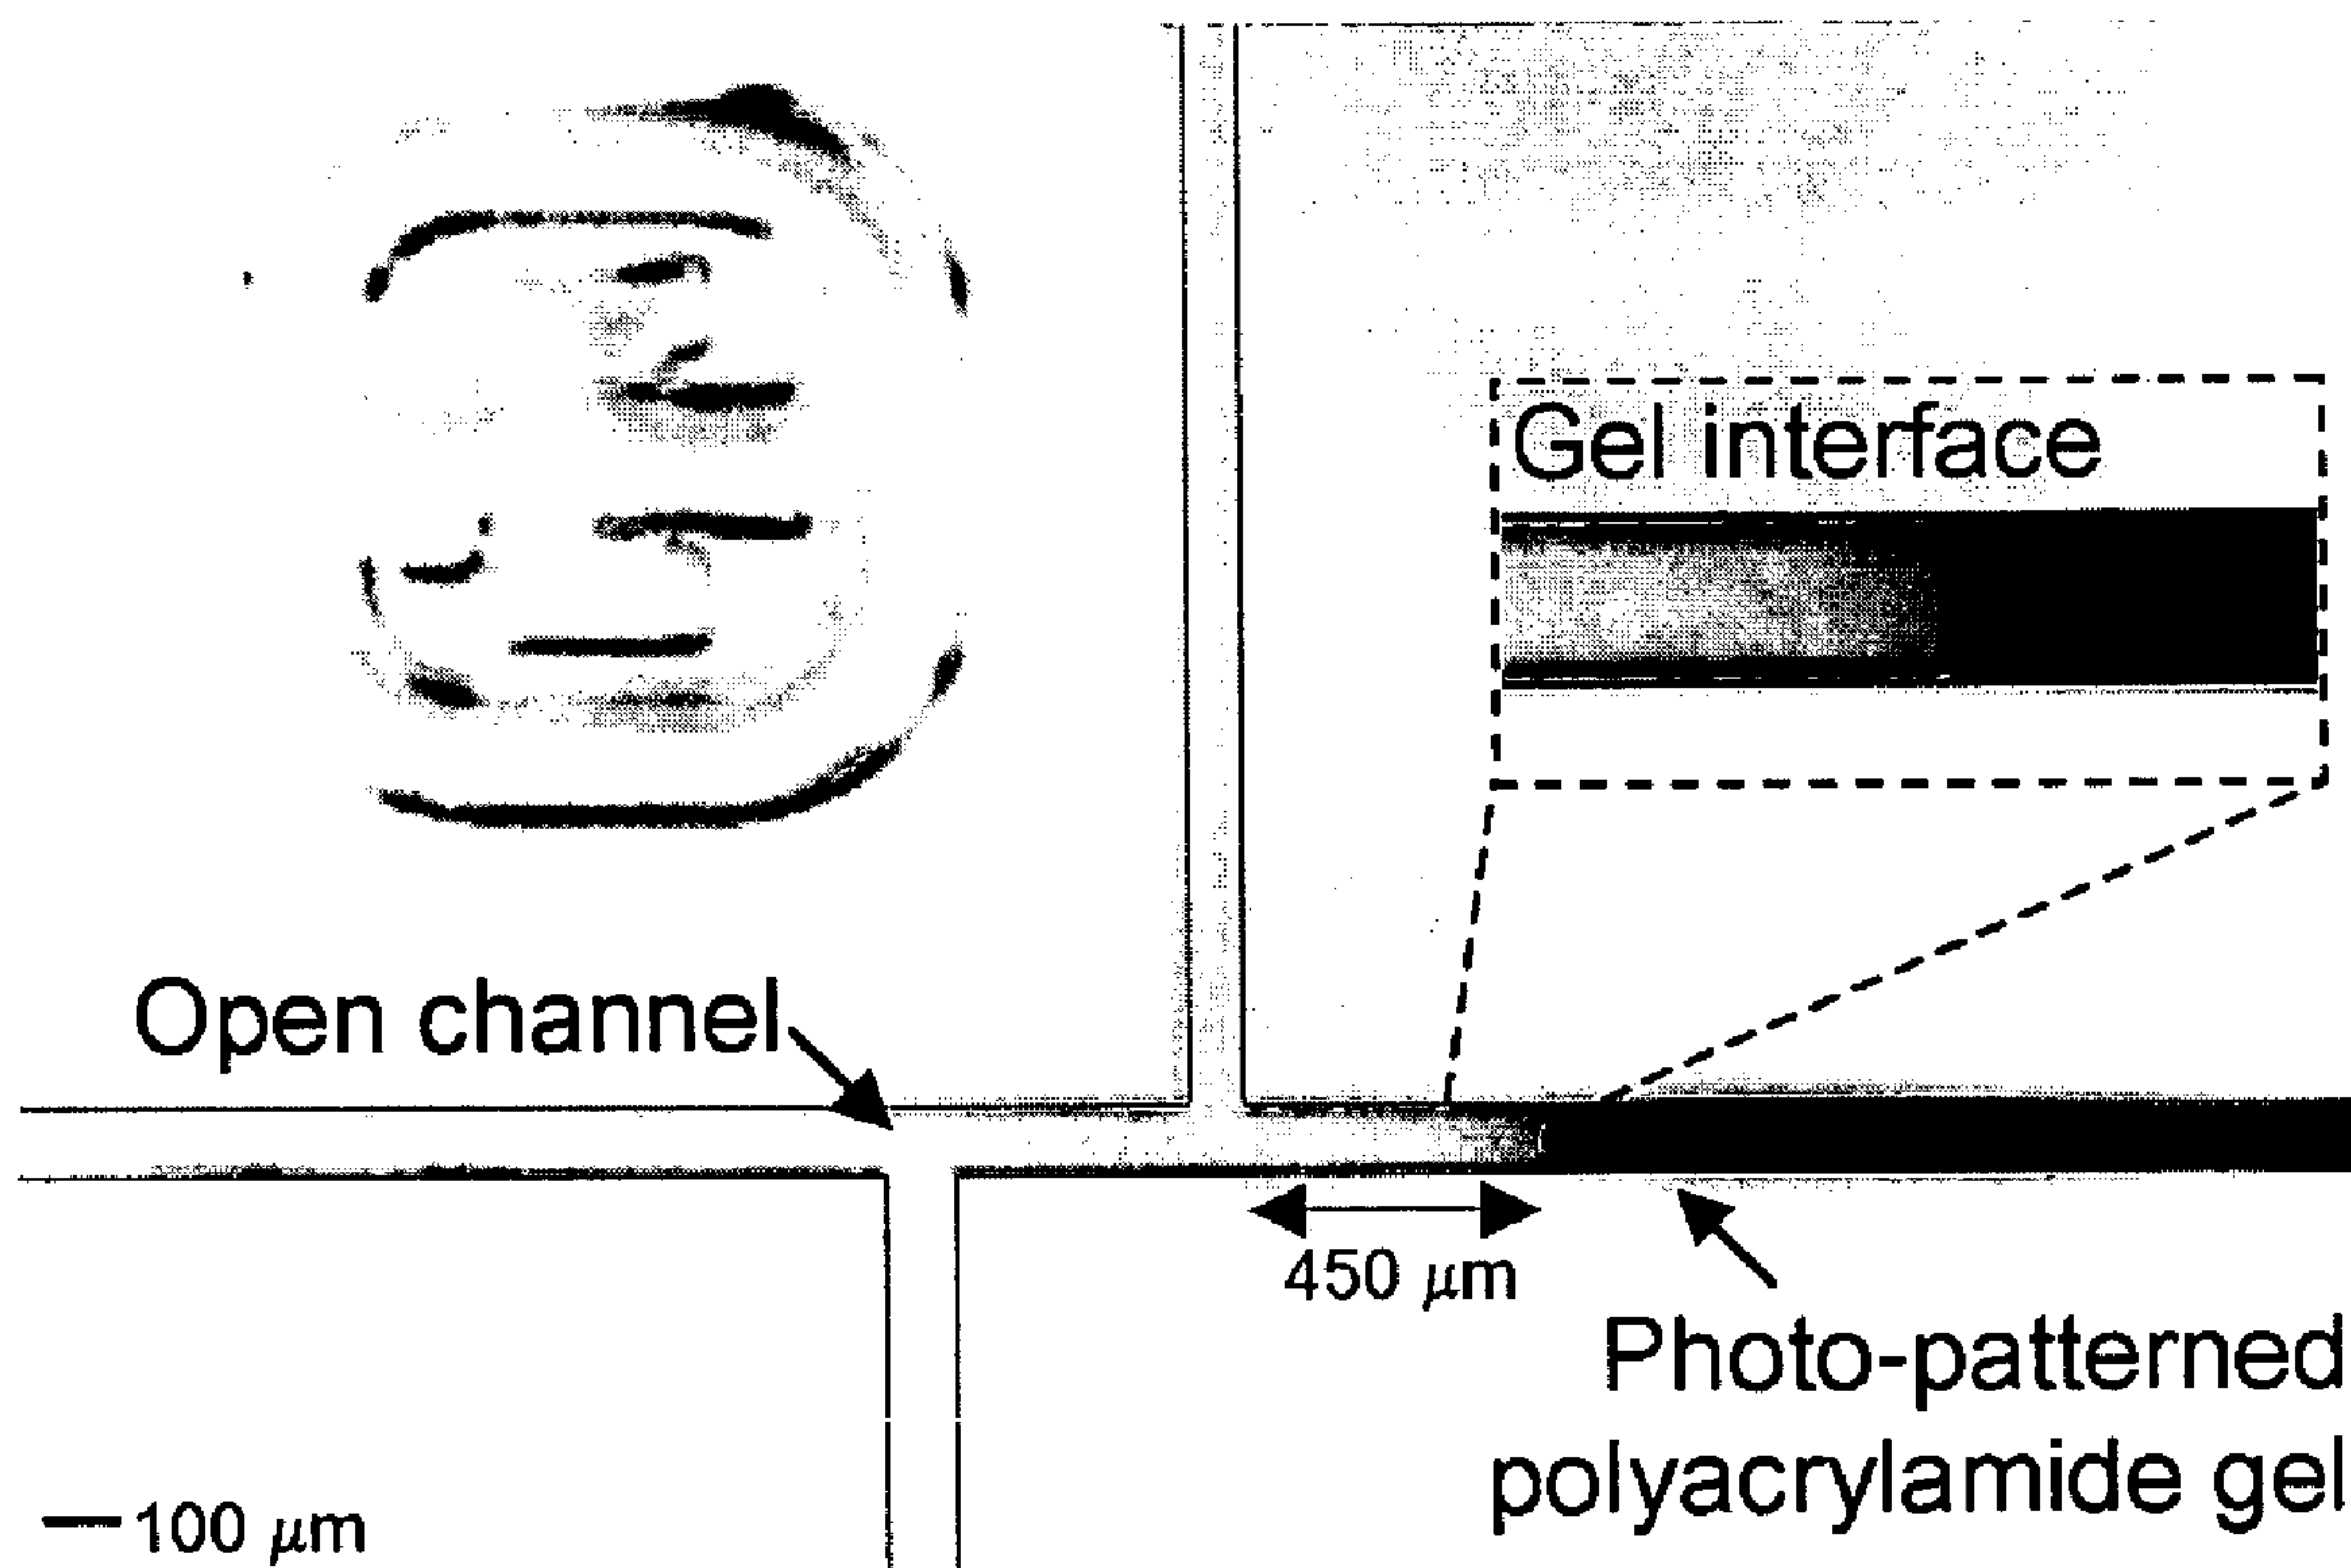 Gel interface
Open channel
450 μm
Photo-patterned
polyacrylamide gel
100 μm